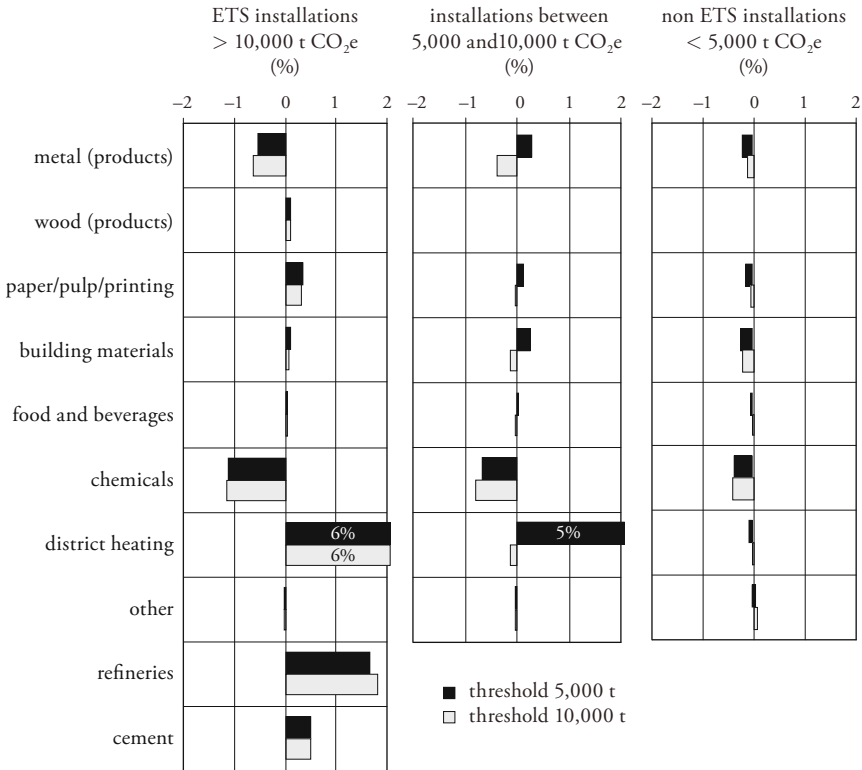 ETS installations
> 10,000 t CO₂e
(%)
installations between
5,000 and10,000 t CO₂e
(%)
non ETS installations
< 5,000 t CO₂e
(%)
–2 –1 0 1 2
–2 –1 0 1 2
–2 –1 0 1 2
metal (products)
wood (products)
paper/pulp/printing
building materials
food and beverages
chemicals
district heating
6%
6%
5%
other
refineries
cement
threshold 5,000 t
threshold 10,000 t